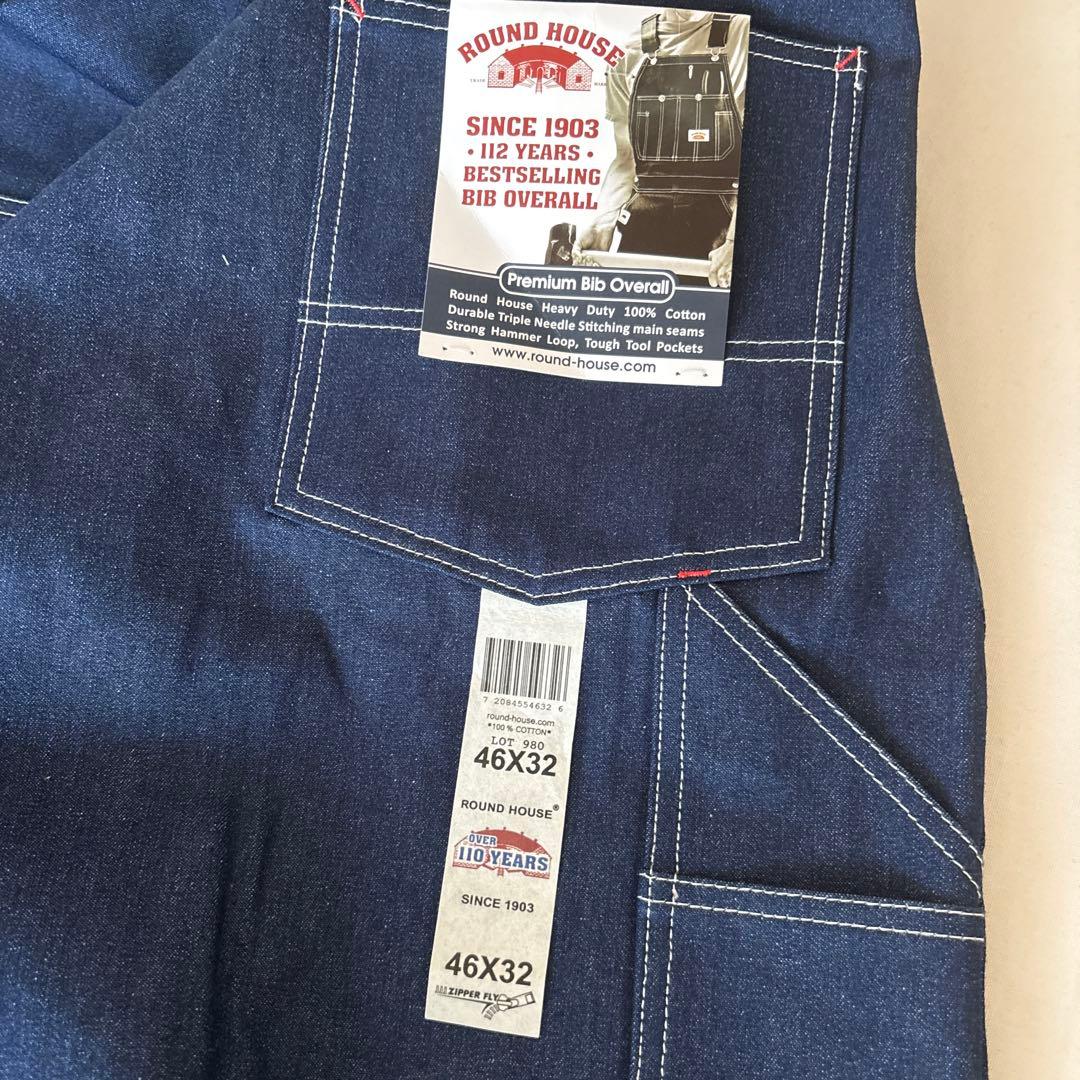 ROUND HOUSE
TRADE MARK
SINCE 1903
• 112 YEARS •
BESTSELLING
BIB OVERALL
Premium Bib Overall
Round House Heavy Duty 100% Cotton
Durable Triple Needle Stitching main seams
Strong Hammer Loop, Tough Tool Pockets
www.round-house.com
7 2084554632 6
round-house.com
*100 % COTTON*
LOT 980
46X32
ROUND HOUSE®
OVER
110 YEARS
SINCE 1903
46X32
ZIPPER FLY